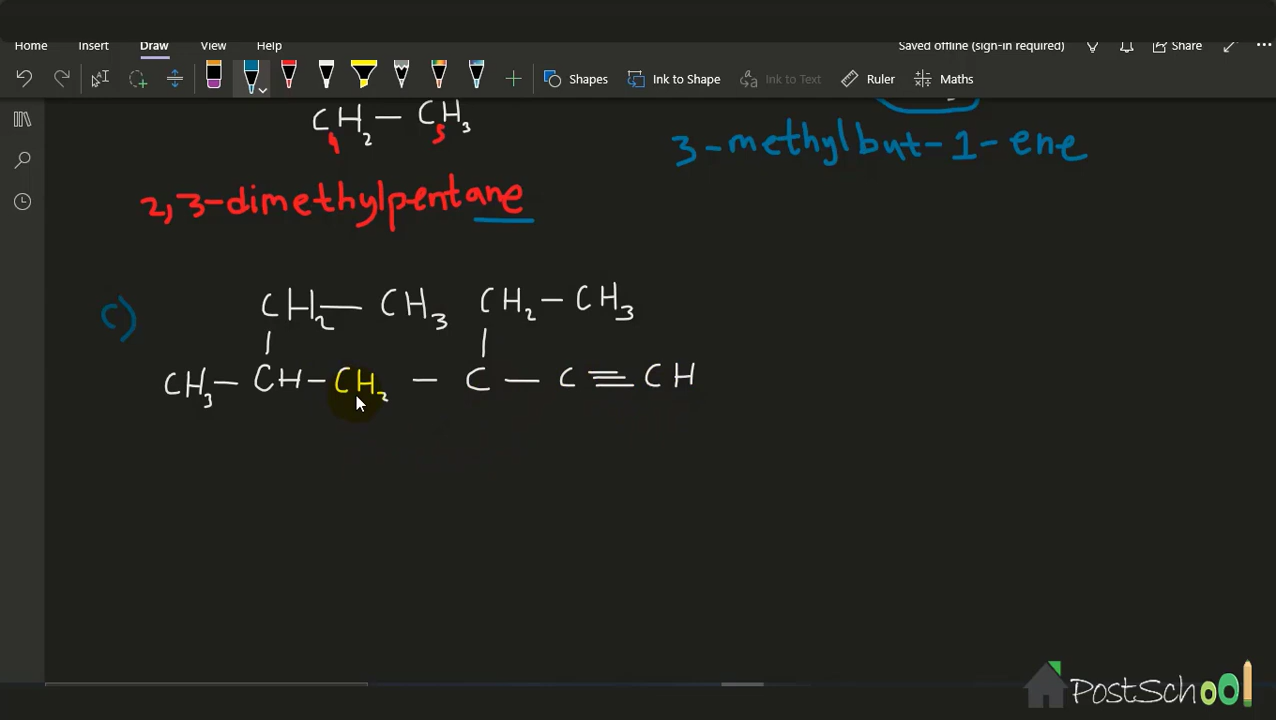 Home Insert Draw View Help Saved offline (sign-in required) Share
Shapes Ink to Shape Ink to Text Ruler Maths
CH₂ — CH₃
4 5
3-methylbut-1-ene
2,3-dimethylpentane
c)
CH₂ — CH₃ CH₂ — CH₃
CH₃ — CH — CH₂ — C — C ≡ CH
PostSchool